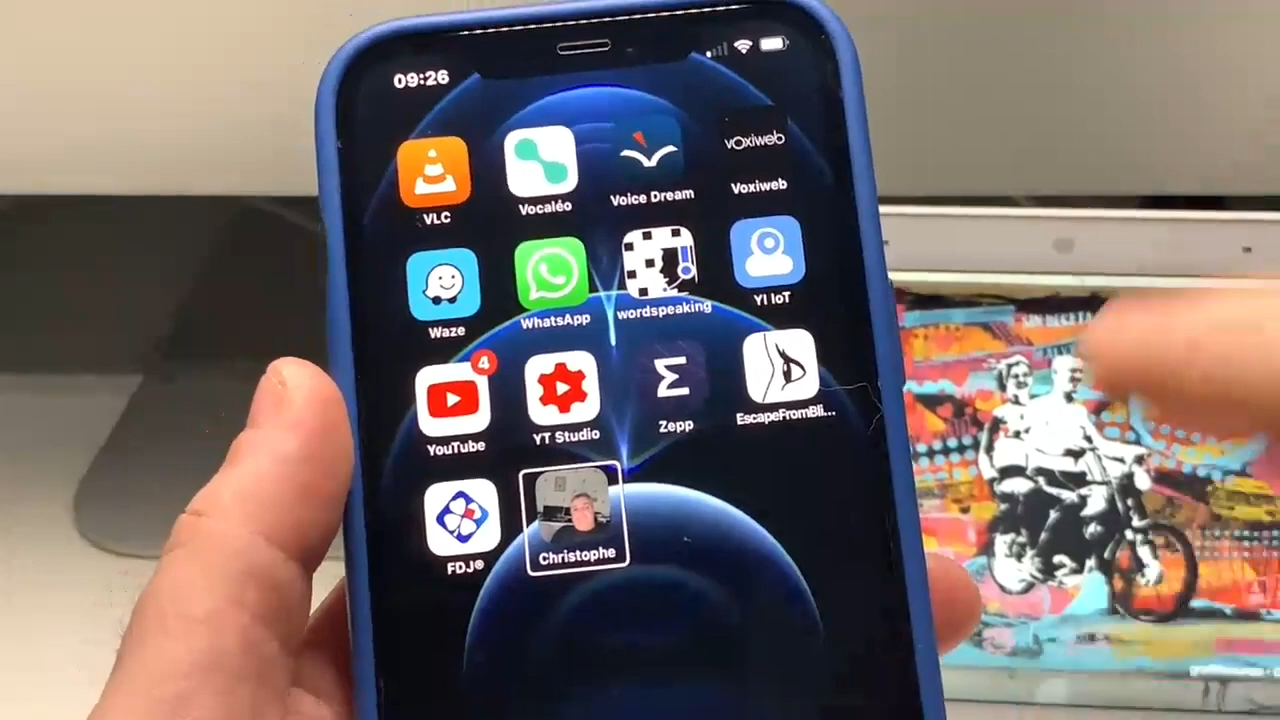 09:26
VLC
Vocaléo
Voice Dream
voxiweb
Voxiweb
Waze
WhatsApp
wordspeaking
YI IoT
4
YouTube
YT Studio
Zepp
EscapeFromBli...
FDJ®
Christophe